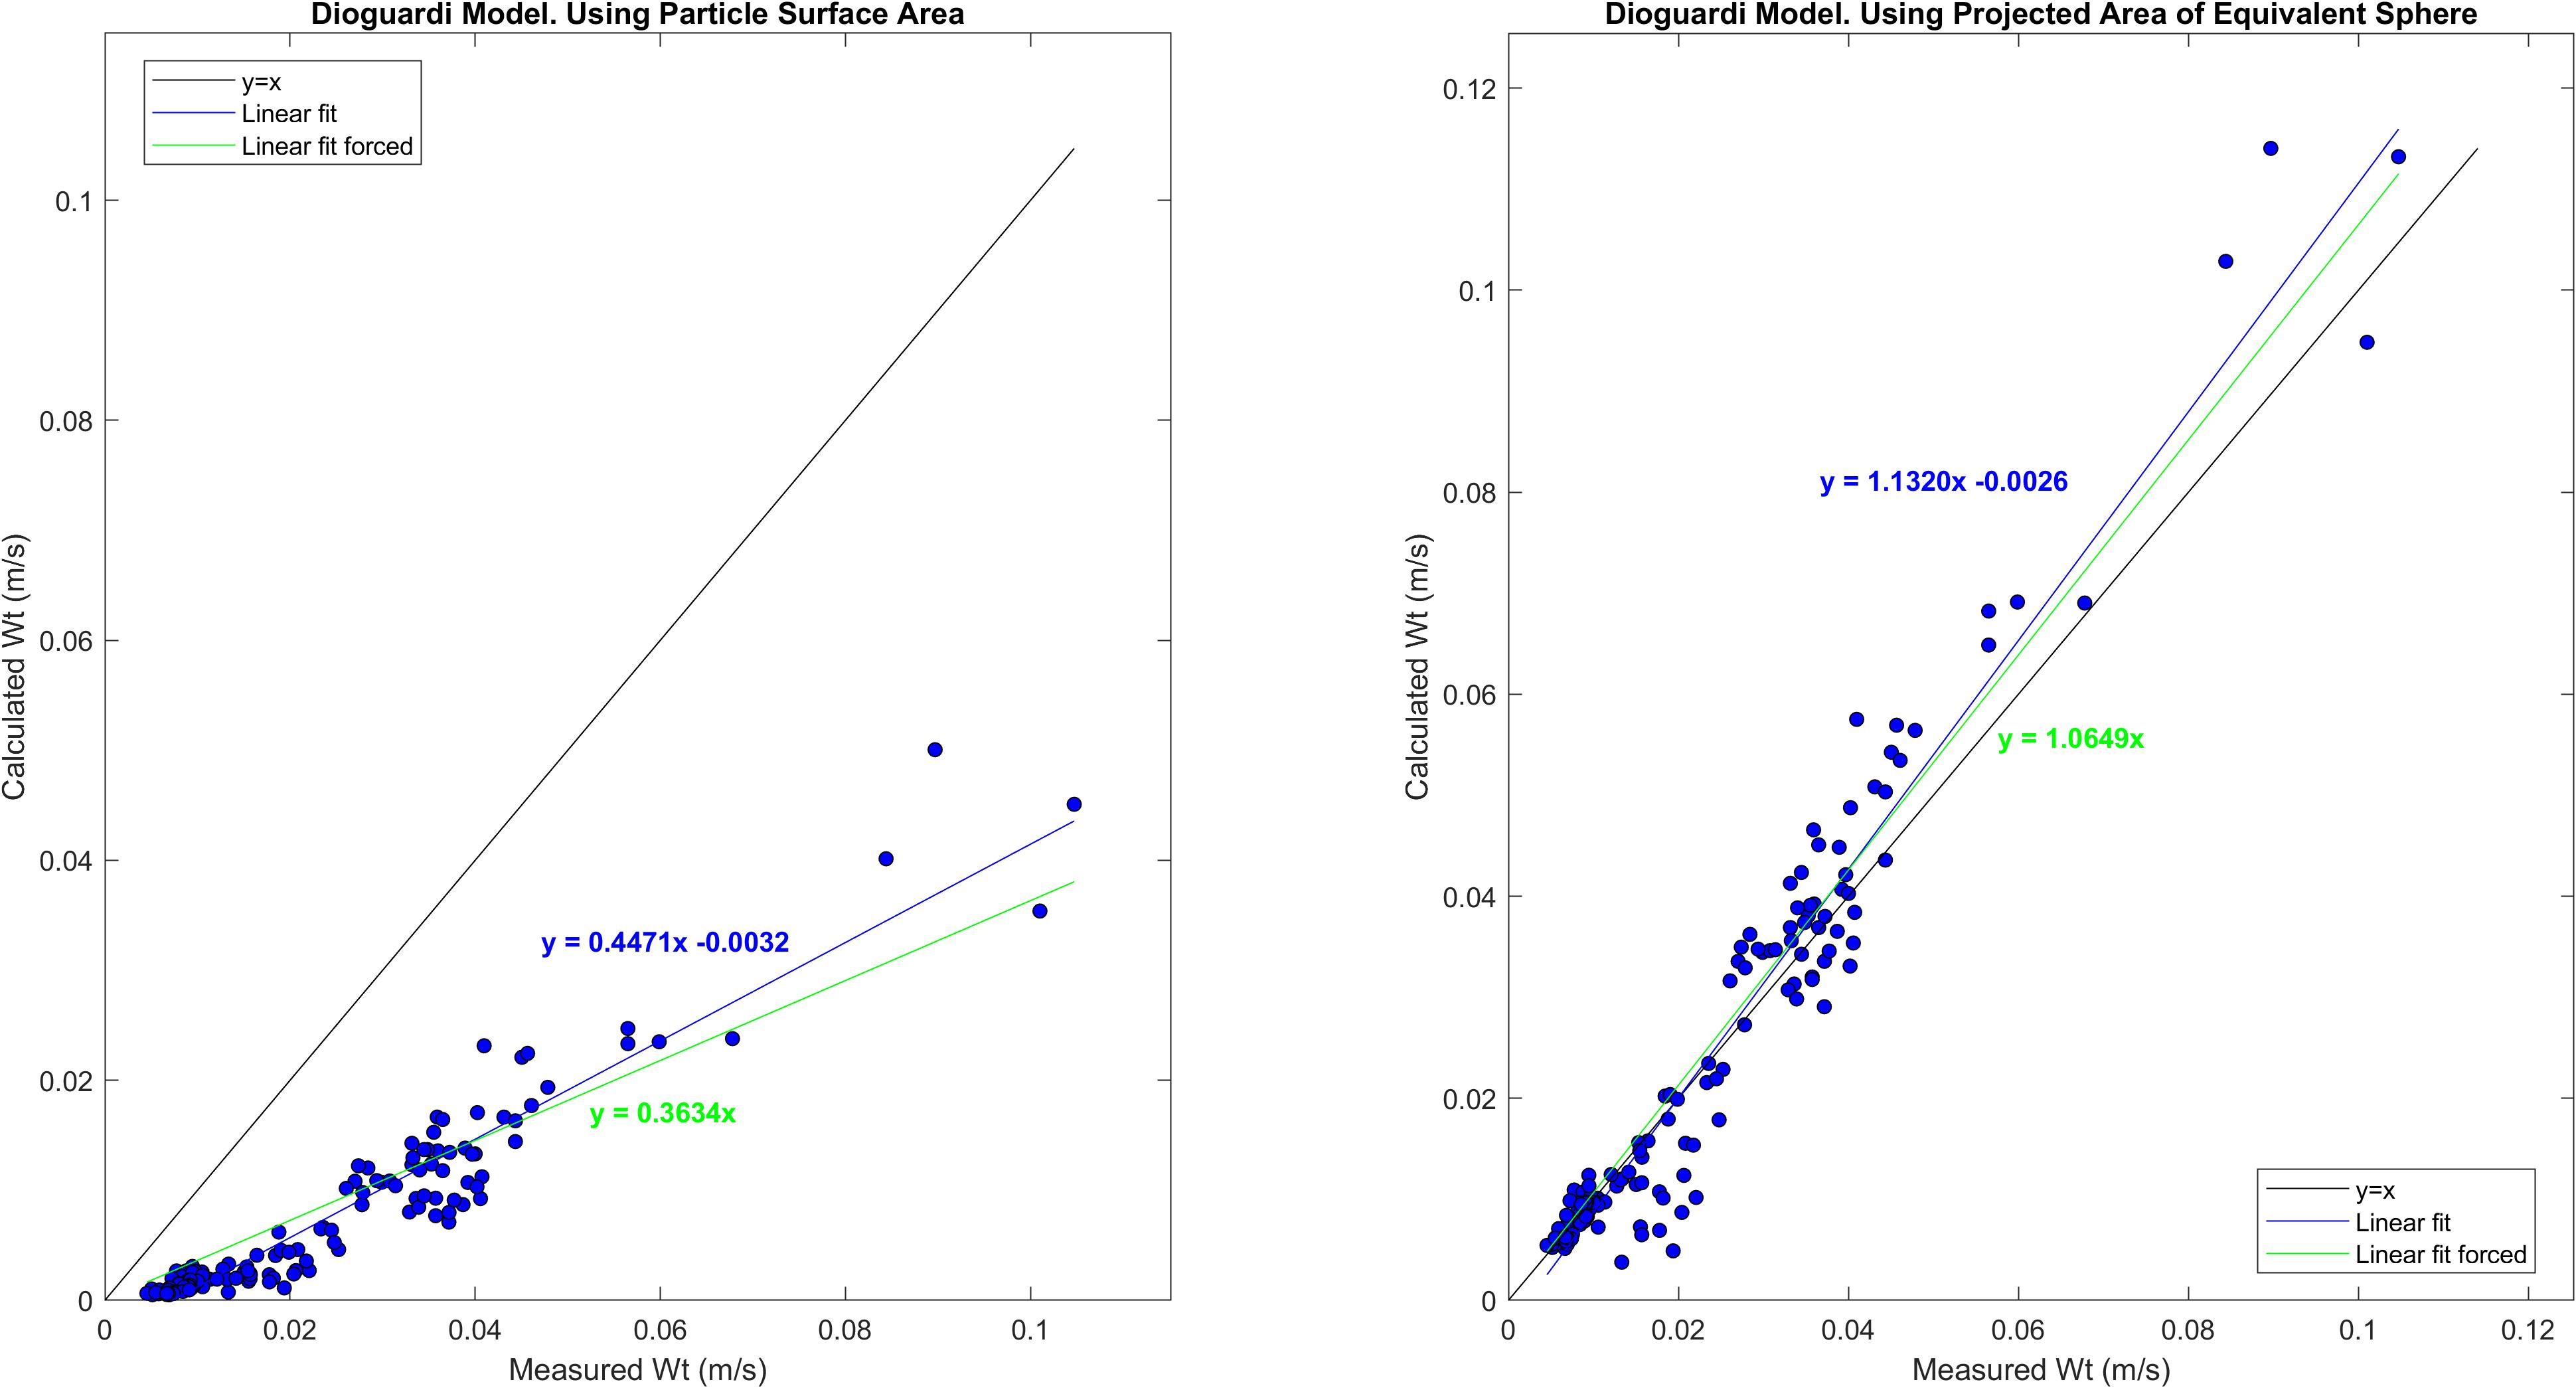 Dioguardi Model. Using Particle Surface Area
y=x
Linear fit
Linear fit forced
0.1
0.08
0.06
0.04
0.02
0
Calculated Wt (m/s)
y = 0.4471x -0.0032
y = 0.3634x
0 0.02 0.04 0.06 0.08 0.1
Measured Wt (m/s)
Dioguardi Model. Using Projected Area of Equivalent Sphere
0.12
0.1
0.08
0.06
0.04
0.02
0
Calculated Wt (m/s)
y = 1.1320x -0.0026
y = 1.0649x
y=x
Linear fit
Linear fit forced
0 0.02 0.04 0.06 0.08 0.1 0.12
Measured Wt (m/s)